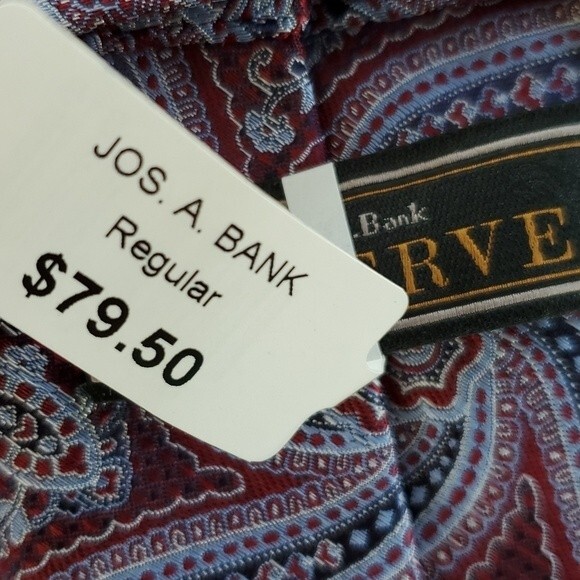 JOS. A. BANK
Regular
$79.50
. Bank
ERVE